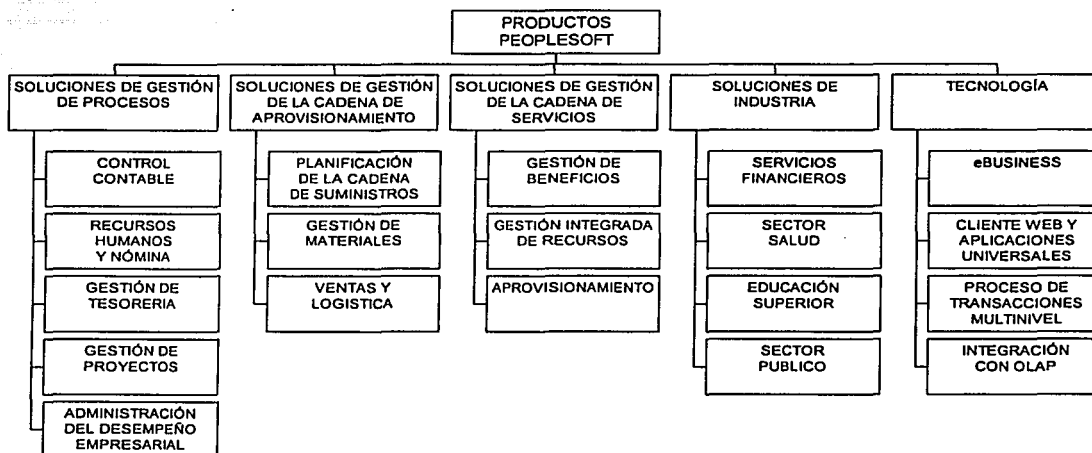 PRODUCTOS
PEOPLESOFT
SOLUCIONES DE GESTIÓN
DE PROCESOS
CONTROL
CONTABLE
RECURSOS
HUMANOS
Y NÓMINA
GESTIÓN DE
TESORERIA
GESTIÓN DE
PROYECTOS
ADMINISTRACIÓN
DEL DESEMPEÑO
EMPRESARIAL
SOLUCIONES DE GESTIÓN
DE LA CADENA DE
APROVISIONAMIENTO
PLANIFICACIÓN
DE LA CADENA
DE SUMINISTROS
GESTIÓN DE
MATERIALES
VENTAS Y
LOGISTICA
SOLUCIONES DE GESTIÓN
DE LA CADENA DE
SERVICIOS
GESTIÓN DE
BENEFICIOS
GESTIÓN INTEGRADA
DE RECURSOS
APROVISIONAMIENTO
SOLUCIONES DE
INDUSTRIA
SERVICIOS
FINANCIEROS
SECTOR
SALUD
EDUCACIÓN
SUPERIOR
SECTOR
PUBLICO
TECNOLOGÍA
eBUSINESS
CLIENTE WEB Y
APLICACIONES
UNIVERSALES
PROCESO DE
TRANSACCIONES
MULTINIVEL
INTEGRACIÓN
CON OLAP